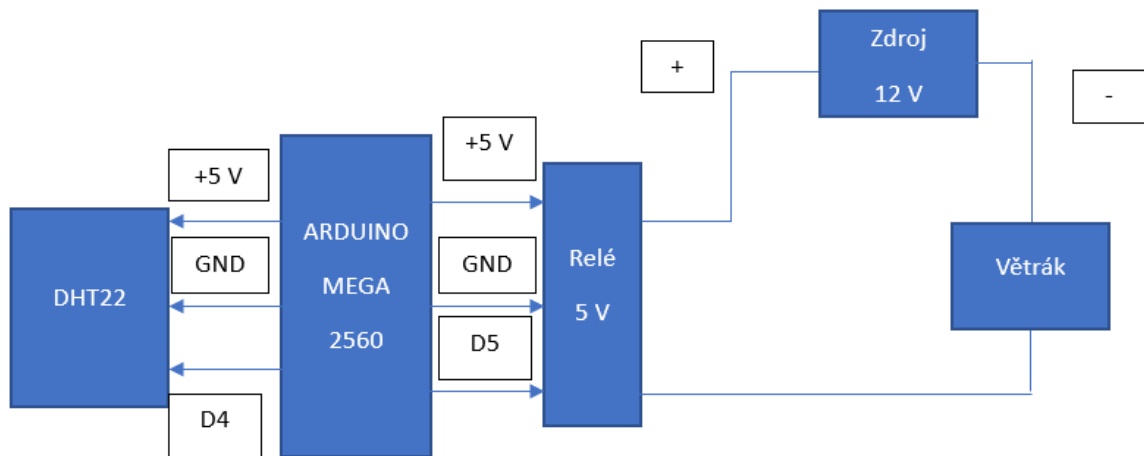 Zdroj
12 V
+
-
+5 V
+5 V
ARDUINO
MEGA
2560
GND
GND
DHT22
Relé
5 V
Větrák
D5
D4